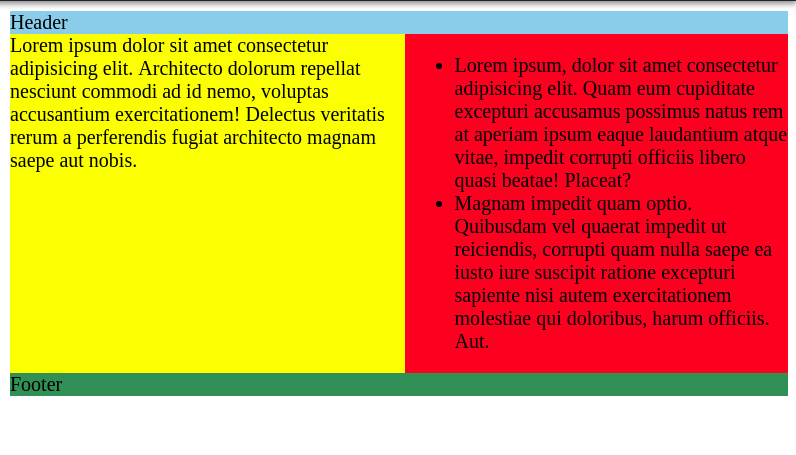 Header
Lorem ipsum dolor sit amet consectetur
adipisicing elit. Architecto dolorum repellat
nesciunt commodi ad id nemo, voluptas
accusantium exercitationem! Delectus veritatis
rerum a perferendis fugiat architecto magnam
saepe aut nobis.
• Lorem ipsum, dolor sit amet consectetur
adipisicing elit. Quam eum cupiditate
excepturi accusamus possimus natus rem
at aperiam ipsum eaque laudantium atque
vitae, impedit corrupti officiis libero
quasi beatae! Placeat?
• Magnam impedit quam optio.
Quibusdam vel quaerat impedit ut
reiciendis, corrupti quam nulla saepe ea
iusto iure suscipit ratione excepturi
sapiente nisi autem exercitationem
molestiae qui doloribus, harum officiis.
Aut.
Footer